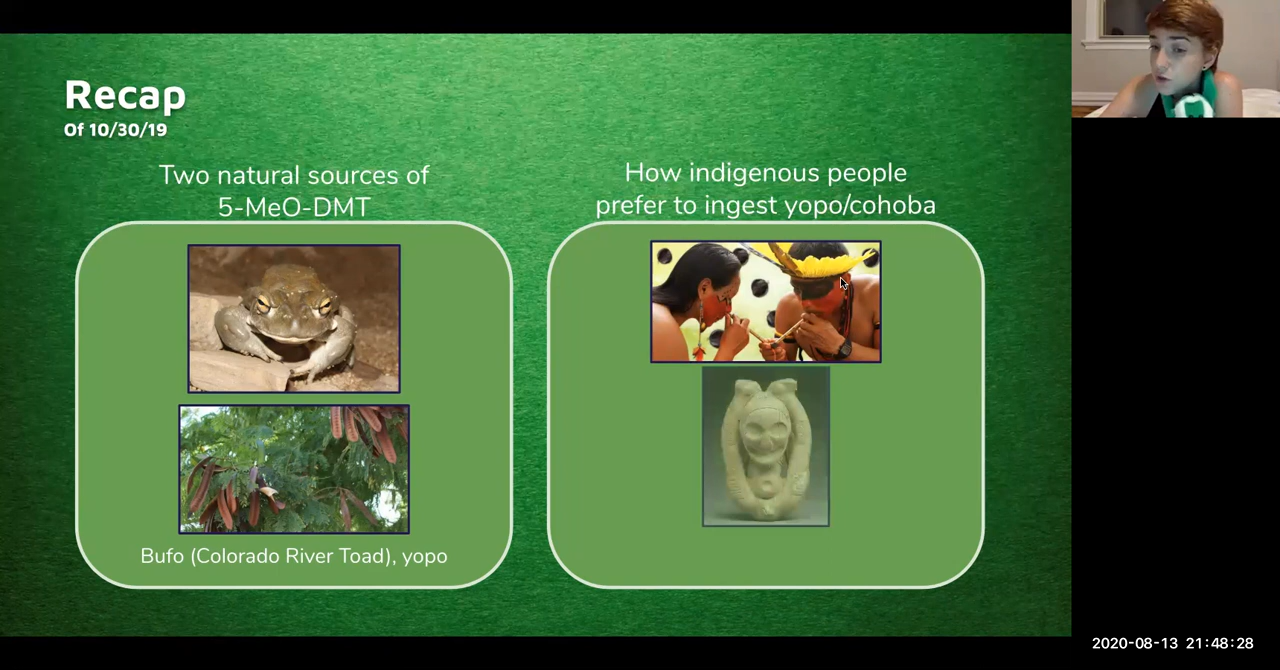 Recap
Of 10/30/19
Two natural sources of
5-MeO-DMT
How indigenous people
prefer to ingest yopo/cohoba
Bufo (Colorado River Toad), yopo
2020-08-13 21:48:28